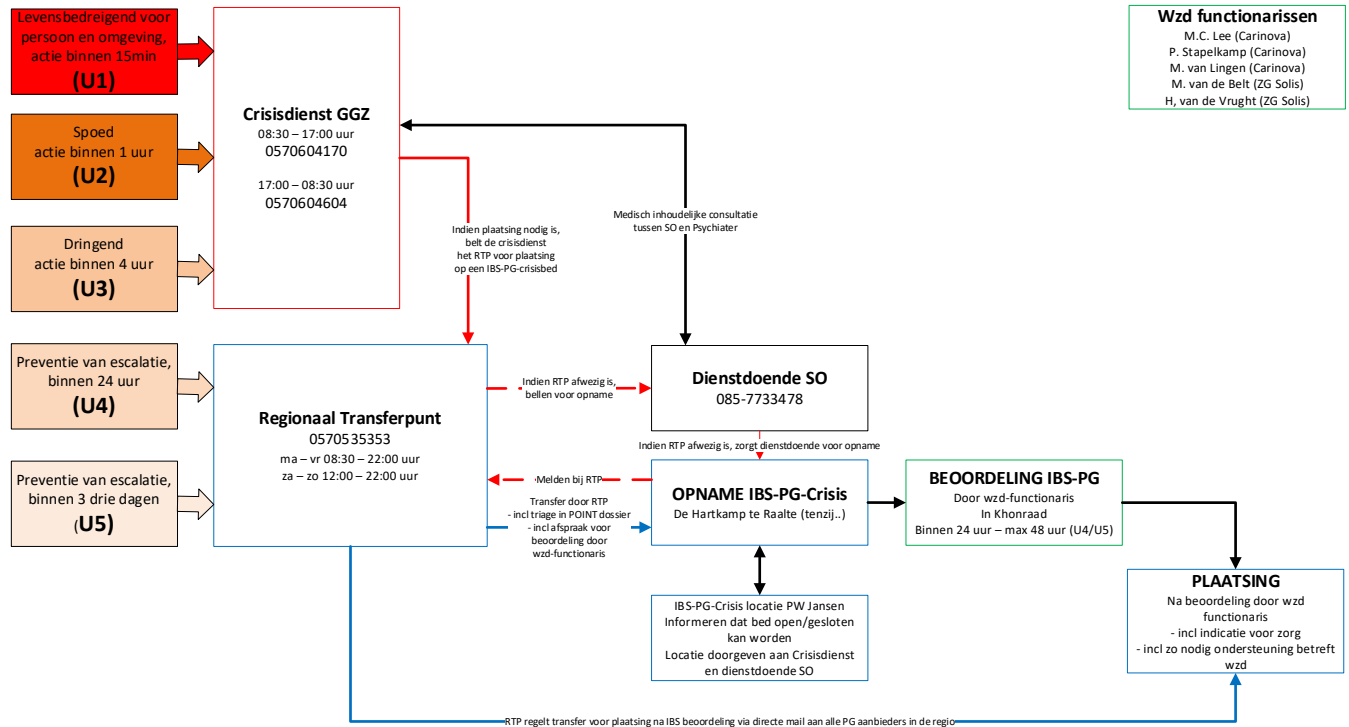 Levensbedreigend voor
persoon en omgeving,
actie binnen 15min
(U1)
Spoed
actie binnen 1 uur
(U2)
Dringend
actie binnen 4 uur
(U3)
Preventie van escalatie,
binnen 24 uur
(U4)
Preventie van escalatie,
binnen 3 drie dagen
(U5)
Crisisdienst GGZ
08:30 – 17:00 uur
0570604170
17:00 – 08:30 uur
0570604604
Wzd functionarissen
M.C. Lee (Carinova)
P. Stapelkamp (Carinova)
M. van Lingen (Carinova)
M. van de Belt (ZG Solis)
H, van de Vrught (ZG Solis)
Indien plaatsing nodig is,
belt de crisisdienst
het RTP voor plaatsing
op een IBS-PG-crisisbed
Medisch inhoudelijke consultatie
tussen SO en Psychiater
Regionaal Transferpunt
0570535353
ma – vr 08:30 – 22:00 uur
za – zo 12:00 – 22:00 uur
Indien RTP afwezig is,
bellen voor opname
Dienstdoende SO
085-7733478
Indien RTP afwezig is, zorgt dienstdoende voor opname
Melden bij RTP
Transfer door RTP
- incl triage in POINT dossier
- incl afspraak voor
beoordeling door
wzd-functionaris
OPNAME IBS-PG-Crisis
De Hartkamp te Raalte (tenzij..)
BEOORDELING IBS-PG
Door wzd-functionaris
In Khonraad
Binnen 24 uur – max 48 uur (U4/U5)
IBS-PG-Crisis locatie PW Jansen
Informeren dat bed open/gesloten
kan worden
Locatie doorgeven aan Crisisdienst
en dienstdoende SO
PLAATSING
Na beoordeling door wzd
functionaris
- incl indicatie voor zorg
- incl zo nodig ondersteuning betreft
wzd
RTP regelt transfer voor plaatsing na IBS beoordeling via directe mail aan alle PG aanbieders in de regio